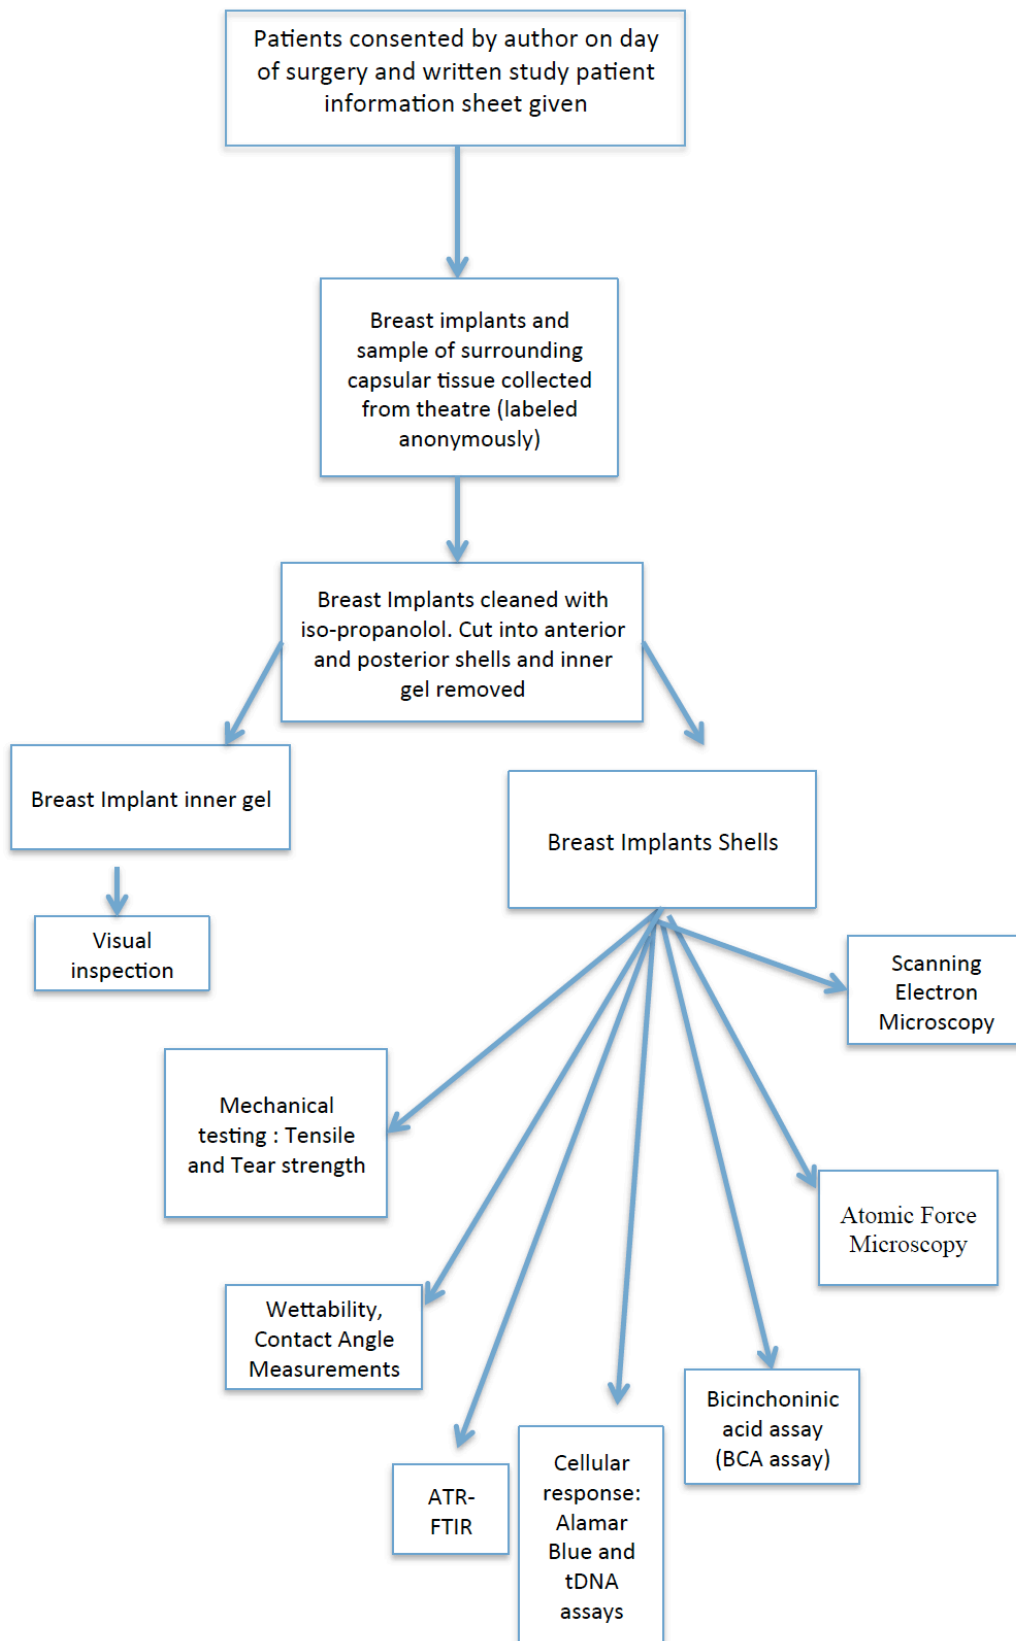 Patients consented by author on day
of surgery and written study patient
information sheet given
Breast implants and
sample of surrounding
capsular tissue collected
from theatre (labeled
anonymously)
Breast Implants cleaned with
iso-propanolol. Cut into anterior
and posterior shells and inner
gel removed
Breast Implant inner gel
Breast Implants Shells
Visual
inspection
Scanning
Electron
Microscopy
Mechanical
testing : Tensile
and Tear strength
Atomic Force
Microscopy
Wettability,
Contact Angle
Measurements
Bicinchoninic
acid assay
(BCA assay)
ATR-
FTIR
Cellular
response:
Alamar
Blue and
tDNA
assays